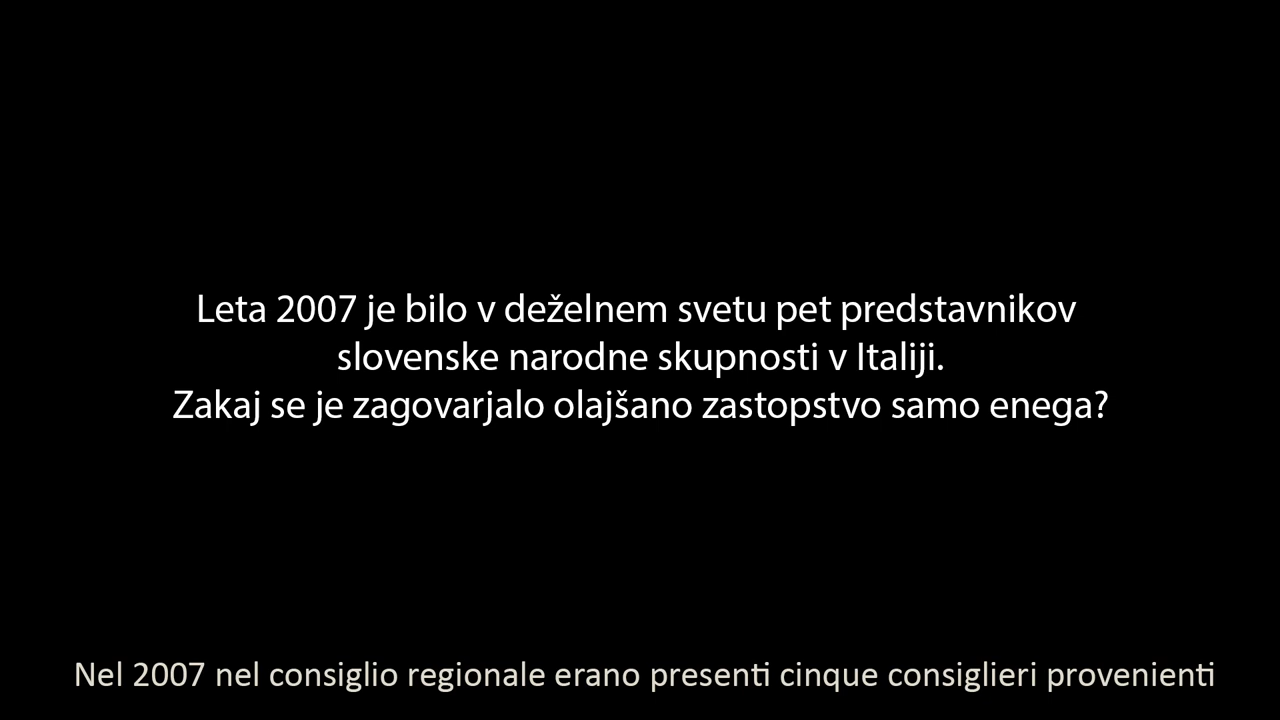 Leta 2007 je bilo v deželnem svetu pet predstavnikov
slovenske narodne skupnosti v Italiji.
Zakaj se je zagovarjalo olajšano zastopstvo samo enega?
Nel 2007 nel consiglio regionale erano presenti cinque consiglieri provenienti